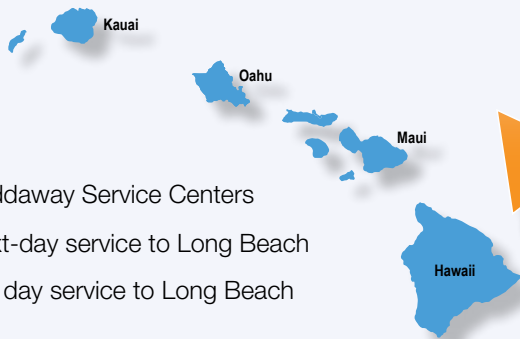 Kauai
Oahu
Maui
Service Centers
service to Long Beach
day service to Long Beach
Hawaii